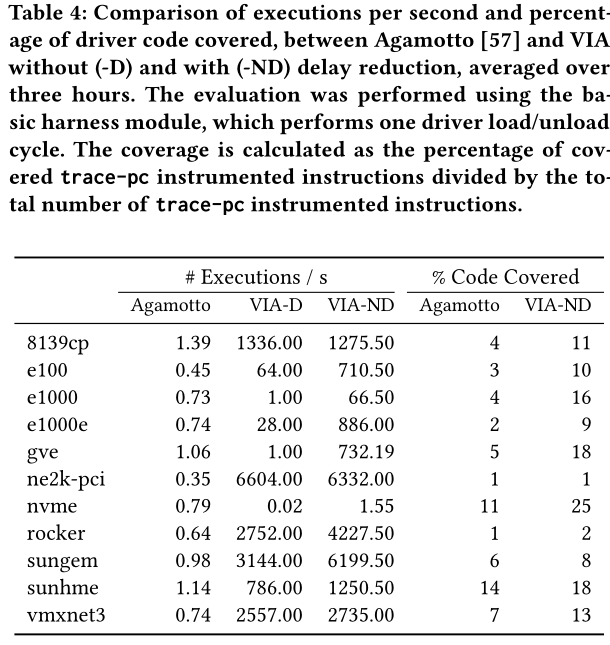 Table 4: Comparison of executions per second and percent-
age of driver code covered, between Agamotto [57] and VIA
without (-D) and with (-ND) delay reduction, averaged over
three hours. The evaluation was performed using the ba-
sic harness module, which performs one driver load/unload
cycle. The coverage is calculated as the percentage of cov-
ered trace-pc instrumented instructions divided by the to-
tal number of trace-pc instrumented instructions.
# Executions / s % Code Covered
Agamotto VIA-D VIA-ND Agamotto VIA-ND
8139cp 1.39 1336.00 1275.50 4 11
e100 0.45 64.00 710.50 3 10
e1000 0.73 1.00 66.50 4 16
e1000e 0.74 28.00 886.00 2 9
gve 1.06 1.00 732.19 5 18
ne2k-pci 0.35 6604.00 6332.00 1 1
nvme 0.79 0.02 1.55 11 25
rocker 0.64 2752.00 4227.50 1 2
sungem 0.98 3144.00 6199.50 6 8
sunhme 1.14 786.00 1250.50 14 18
vmxnet3 0.74 2557.00 2735.00 7 13